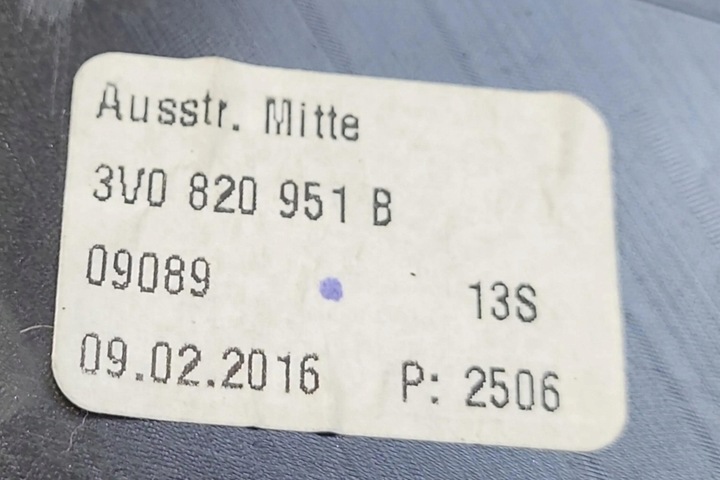 Ausstr. Mitte
3V0 820 951 B
09089 13S
09.02.2016 P: 2506